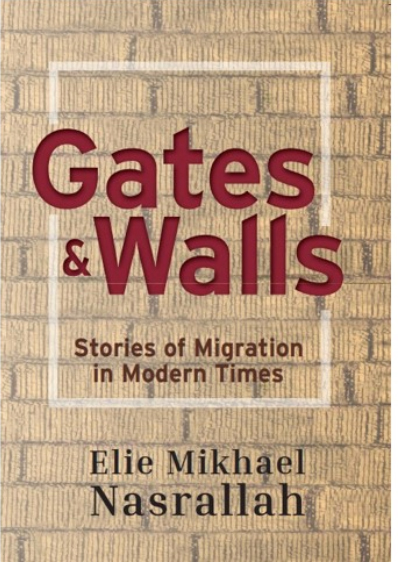 Gates
& Walls
Stories of Migration
in Modern Times
Elie Mikhael
Nasrallah